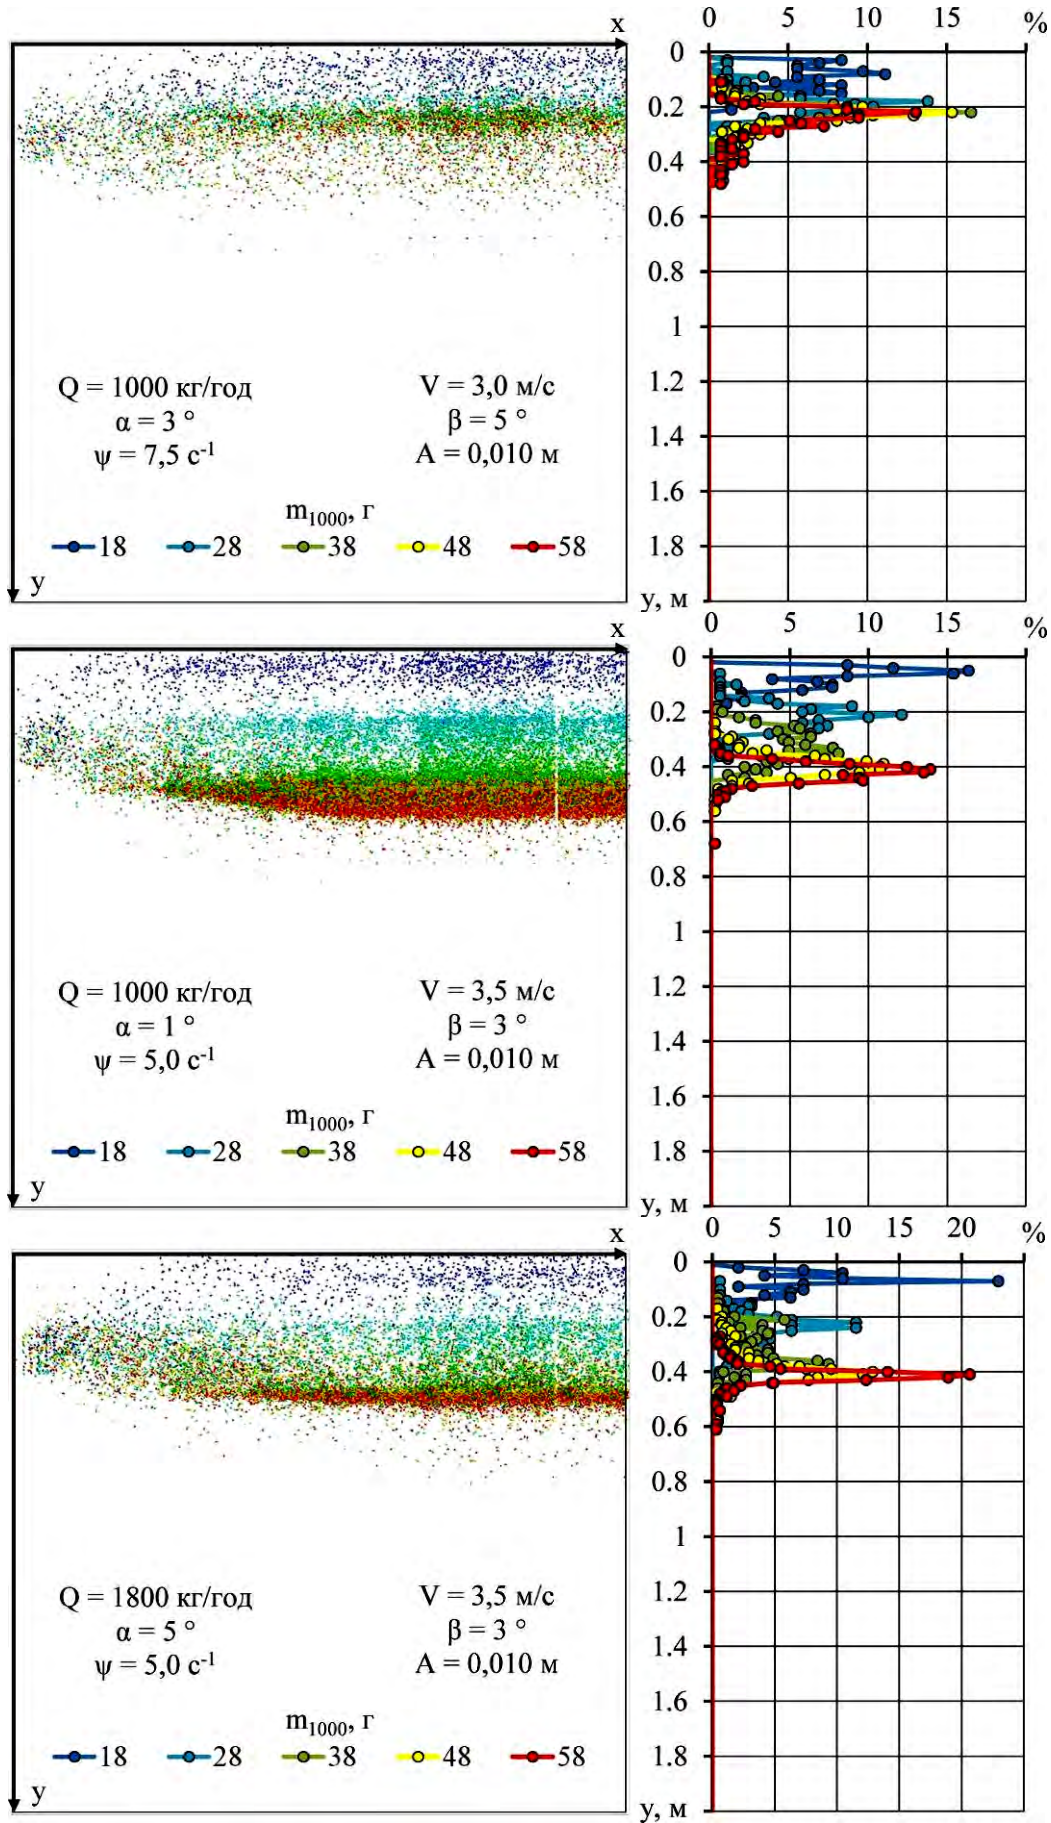 x
0 5 10 15 %
0
0.2
0.4
0.6
0.8
1
1.2
1.4
1.6
1.8
y, м
Q = 1000 кг/год V = 3,0 м/с
α = 3 ° β = 5 °
ψ = 7,5 с-1 A = 0,010 м
m1000, г
18 28 38 48 58
y
x
0 5 10 15 %
0
0.2
0.4
0.6
0.8
1
1.2
1.4
1.6
1.8
y, м
Q = 1000 кг/год V = 3,5 м/с
α = 1 ° β = 3 °
ψ = 5,0 с-1 A = 0,010 м
m1000, г
18 28 38 48 58
y
x
0 5 10 15 20 %
0
0.2
0.4
0.6
0.8
1
1.2
1.4
1.6
1.8
y, м
Q = 1800 кг/год V = 3,5 м/с
α = 5 ° β = 3 °
ψ = 5,0 с-1 A = 0,010 м
m1000, г
18 28 38 48 58
y